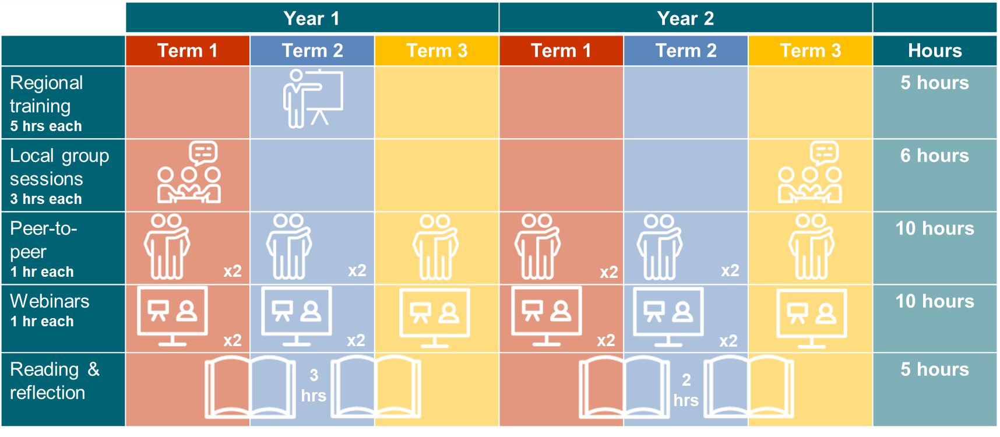 Year 1 Year 2
Term 1 Term 2 Term 3 Term 1 Term 2 Term 3 Hours
Regional
training
5 hrs each
5 hours
Local group
sessions
3 hrs each
6 hours
Peer-to-
peer
1 hr each
x2 x2 x2 x2
10 hours
Webinars
1 hr each
x2 x2 x2 x2
10 hours
Reading &
reflection
3
hrs
2
hrs
5 hours